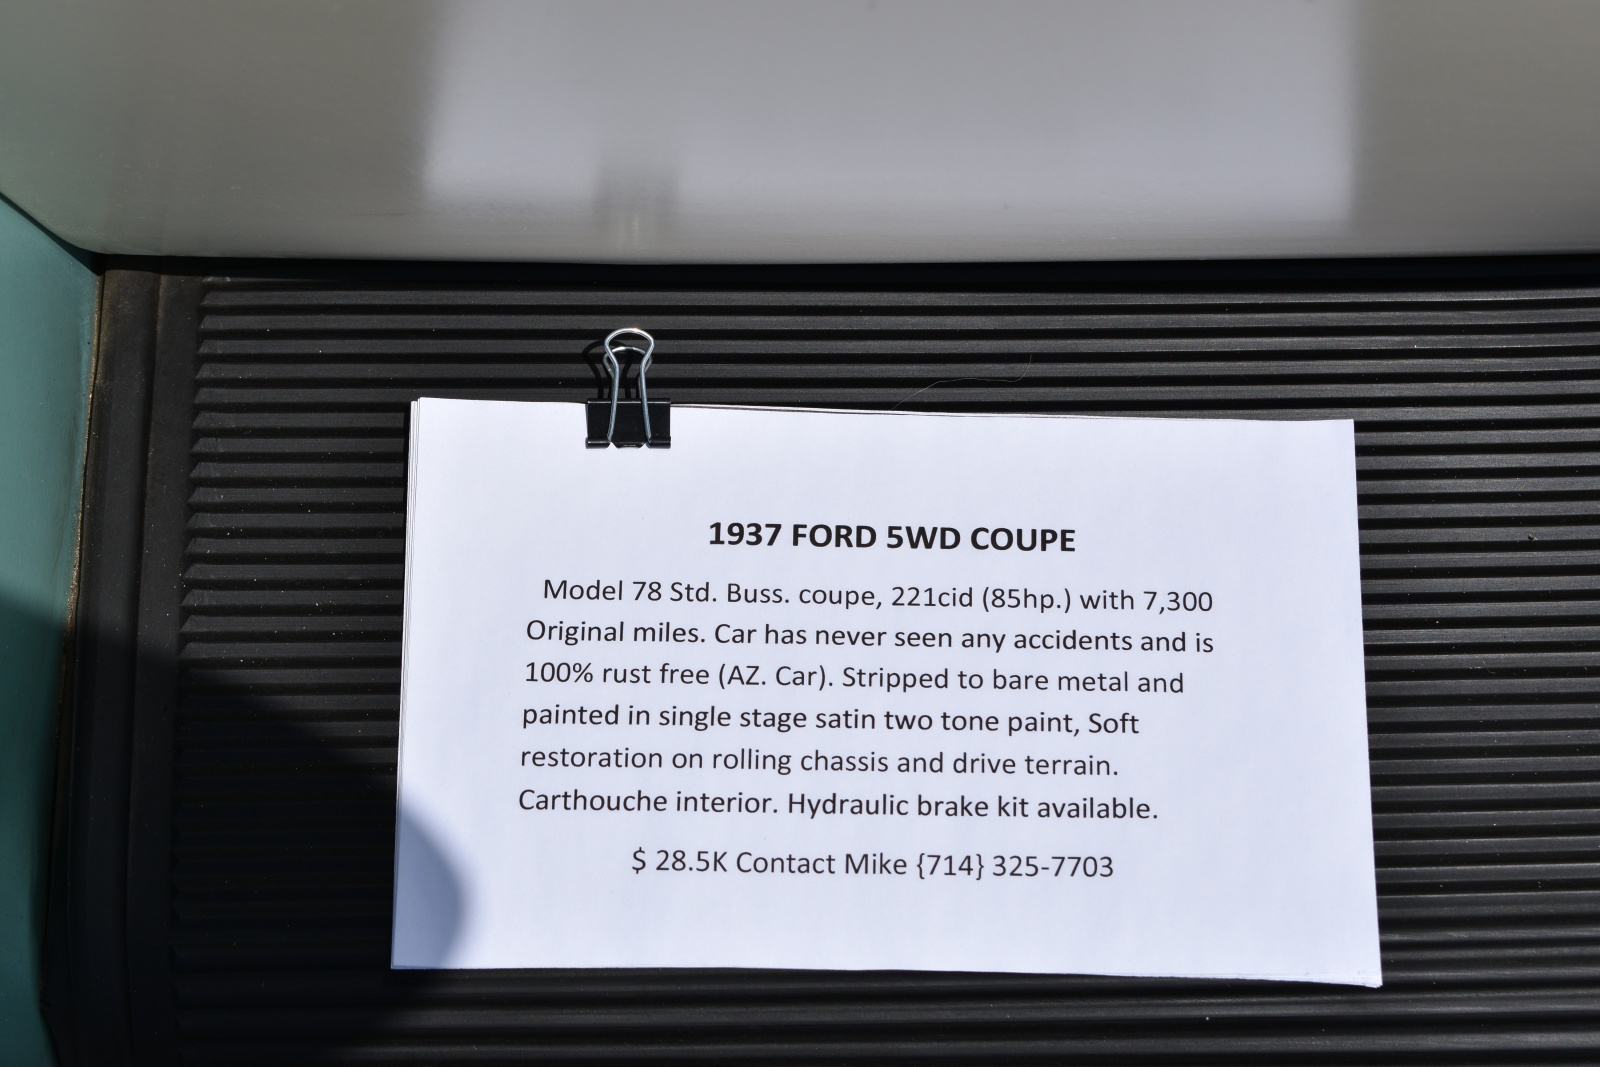 1937 FORD 5WD COUPE
Model 78 Std. Buss. coupe, 221cid (85hp.) with 7,300
Original miles. Car has never seen any accidents and is
100% rust free (AZ. Car). Stripped to bare metal and
painted in single stage satin two tone paint, Soft
restoration on rolling chassis and drive terrain.
Carthouche interior. Hydraulic brake kit available.
$ 28.5K Contact Mike {714} 325-7703